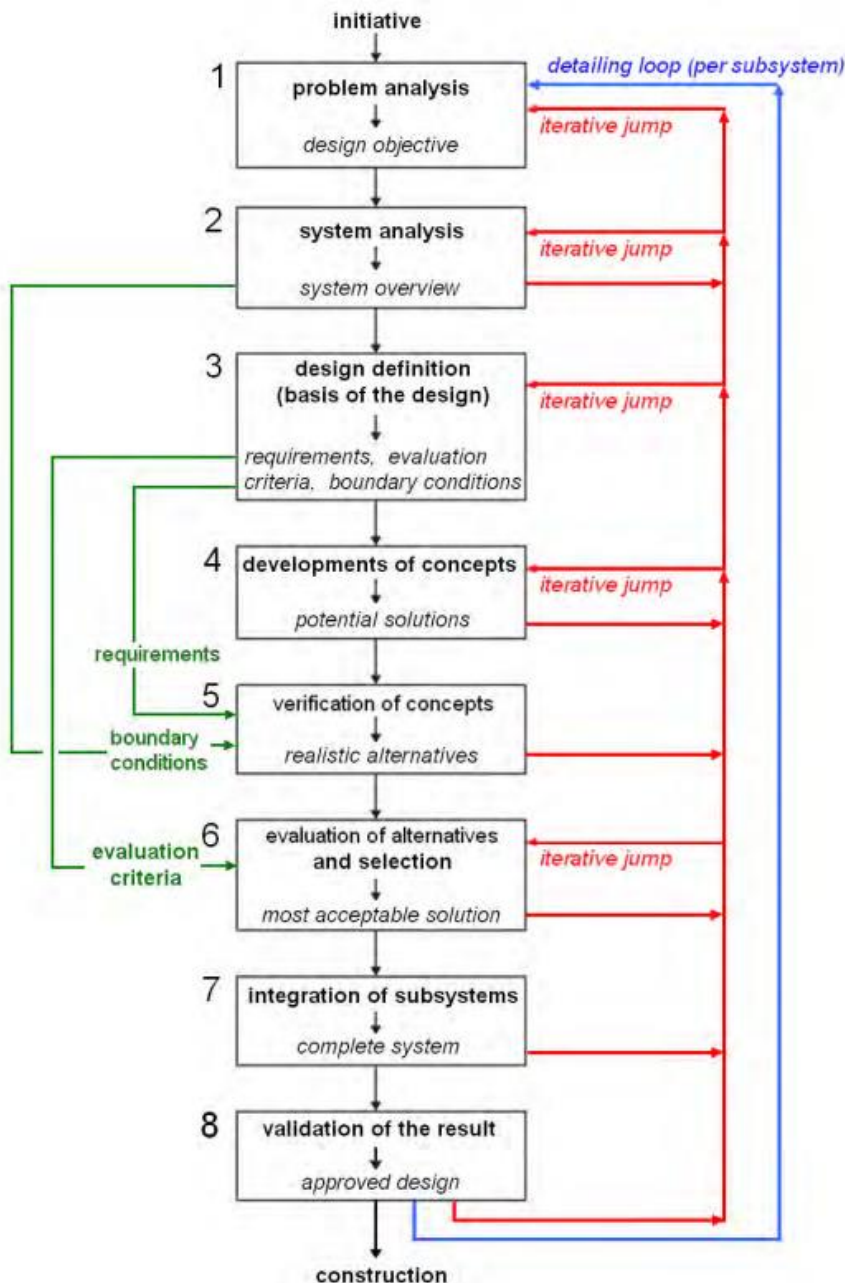 initiative
detailing loop (per subsystem)
1
problem analysis
iterative jump
design objective
2
system analysis
iterative jump
system overview
3
design definition
(basis of the design)
iterative jump
requirements, evaluation
criteria, boundary conditions
4
developments of concepts
iterative jump
potential solutions
requirements
5
verification of concepts
boundary
conditions
realistic alternatives
6
evaluation of alternatives
and selection
iterative jump
evaluation
criteria
most acceptable solution
7
integration of subsystems
complete system
8
validation of the result
approved design
construction